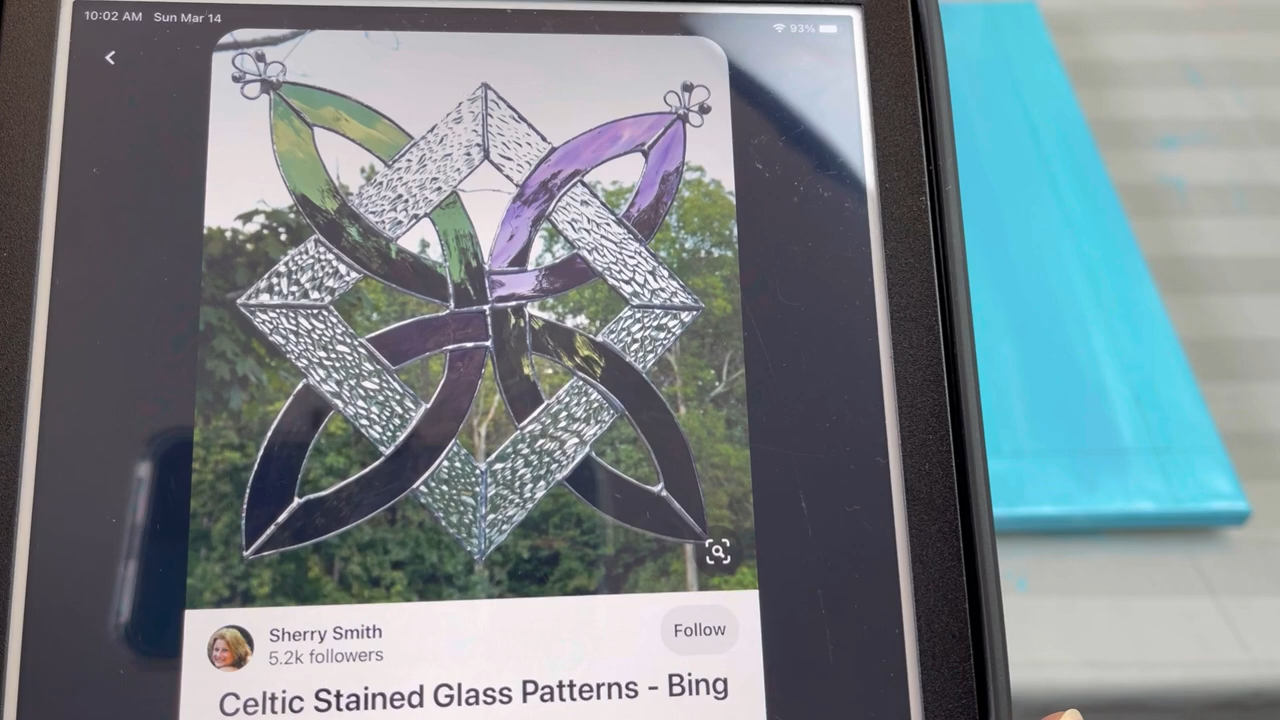 10:02 AM Sun Mar 14
93%
Sherry Smith
5.2k followers
Follow
Celtic Stained Glass Patterns - Bing